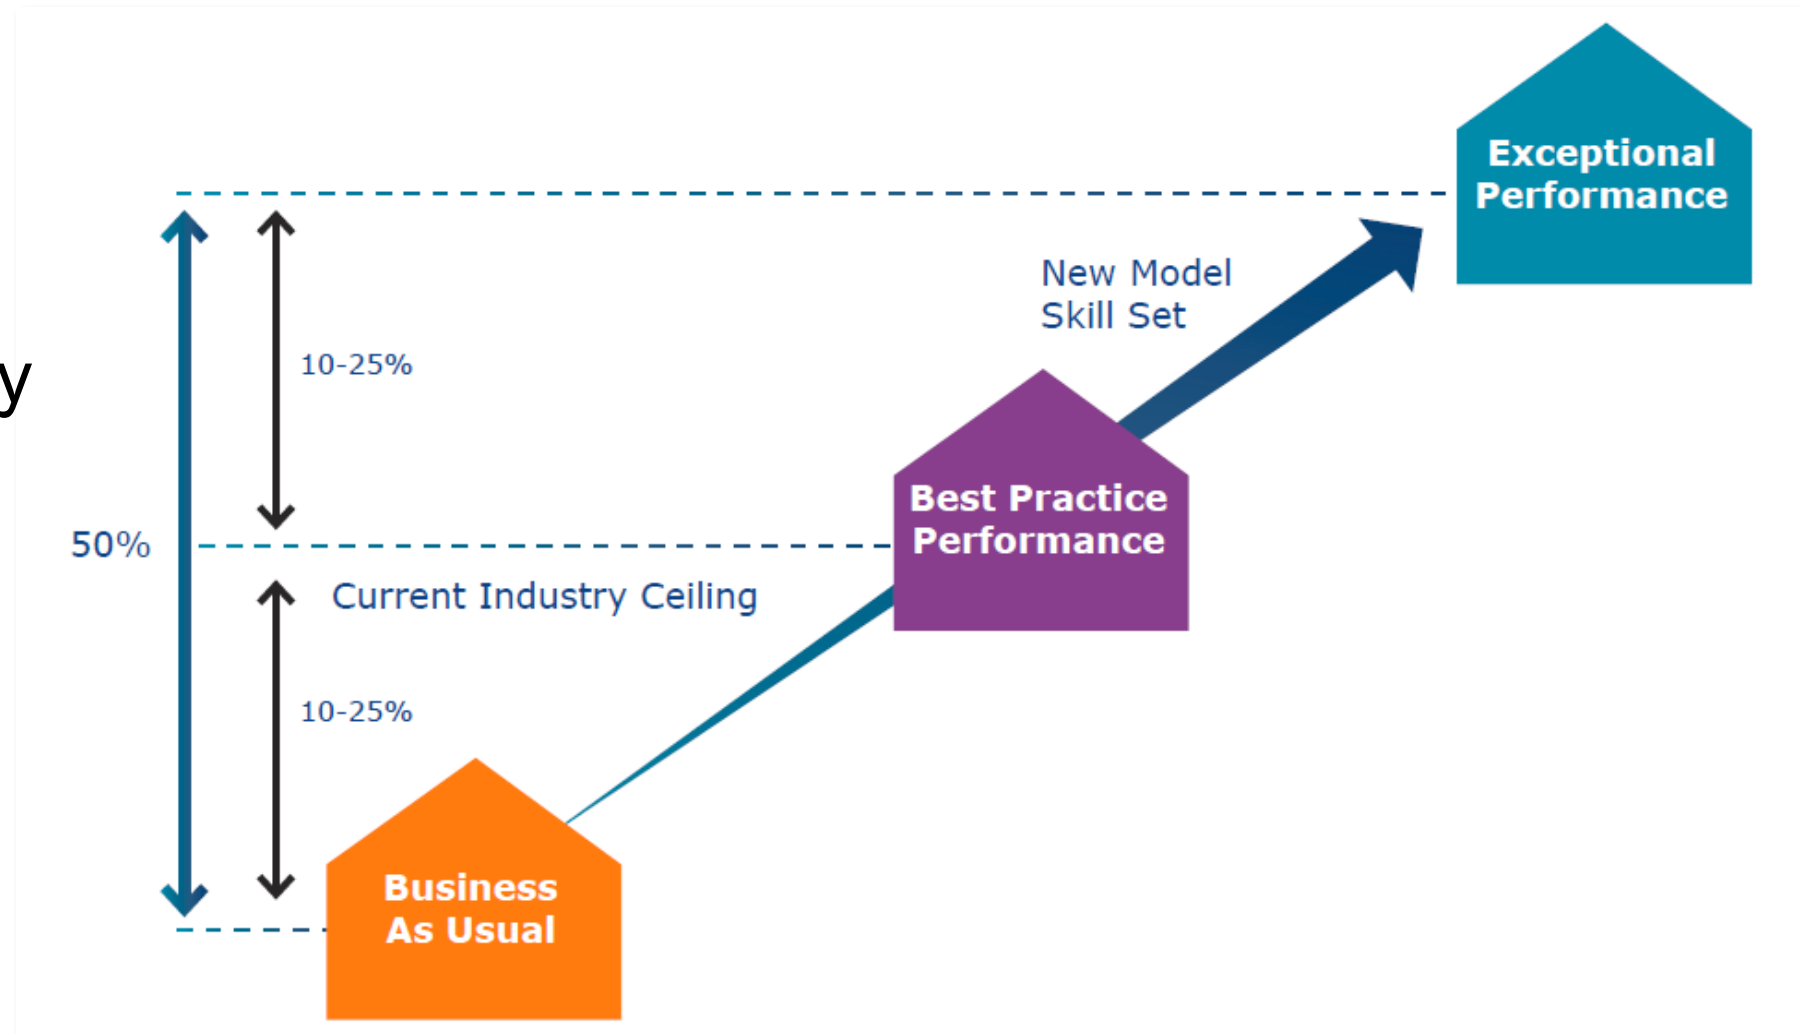 Exceptional
Performance
New Model
Skill Set
10-25%
y
Best Practice
Performance
50%
Current Industry Ceiling
10-25%
Business
As Usual